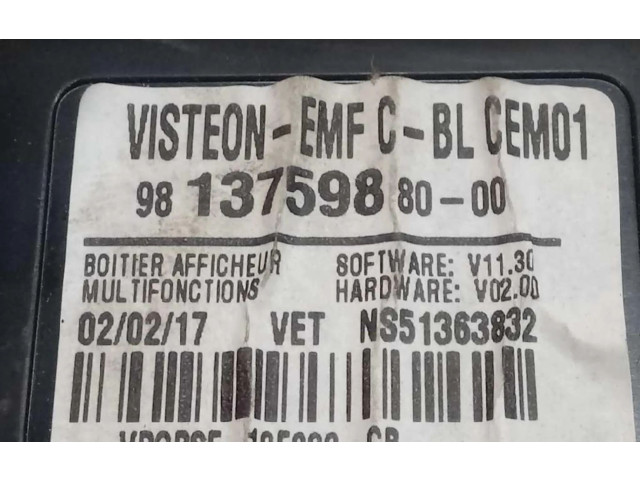 VISTEON-EMF C-BL CEM01
98 137598 80-00
BOITIER AFFICHEUR SOFTWARE: V11.30
MULTIFONCTIONS HARDWARE: V02.00
02/02/17 VET NS51363832